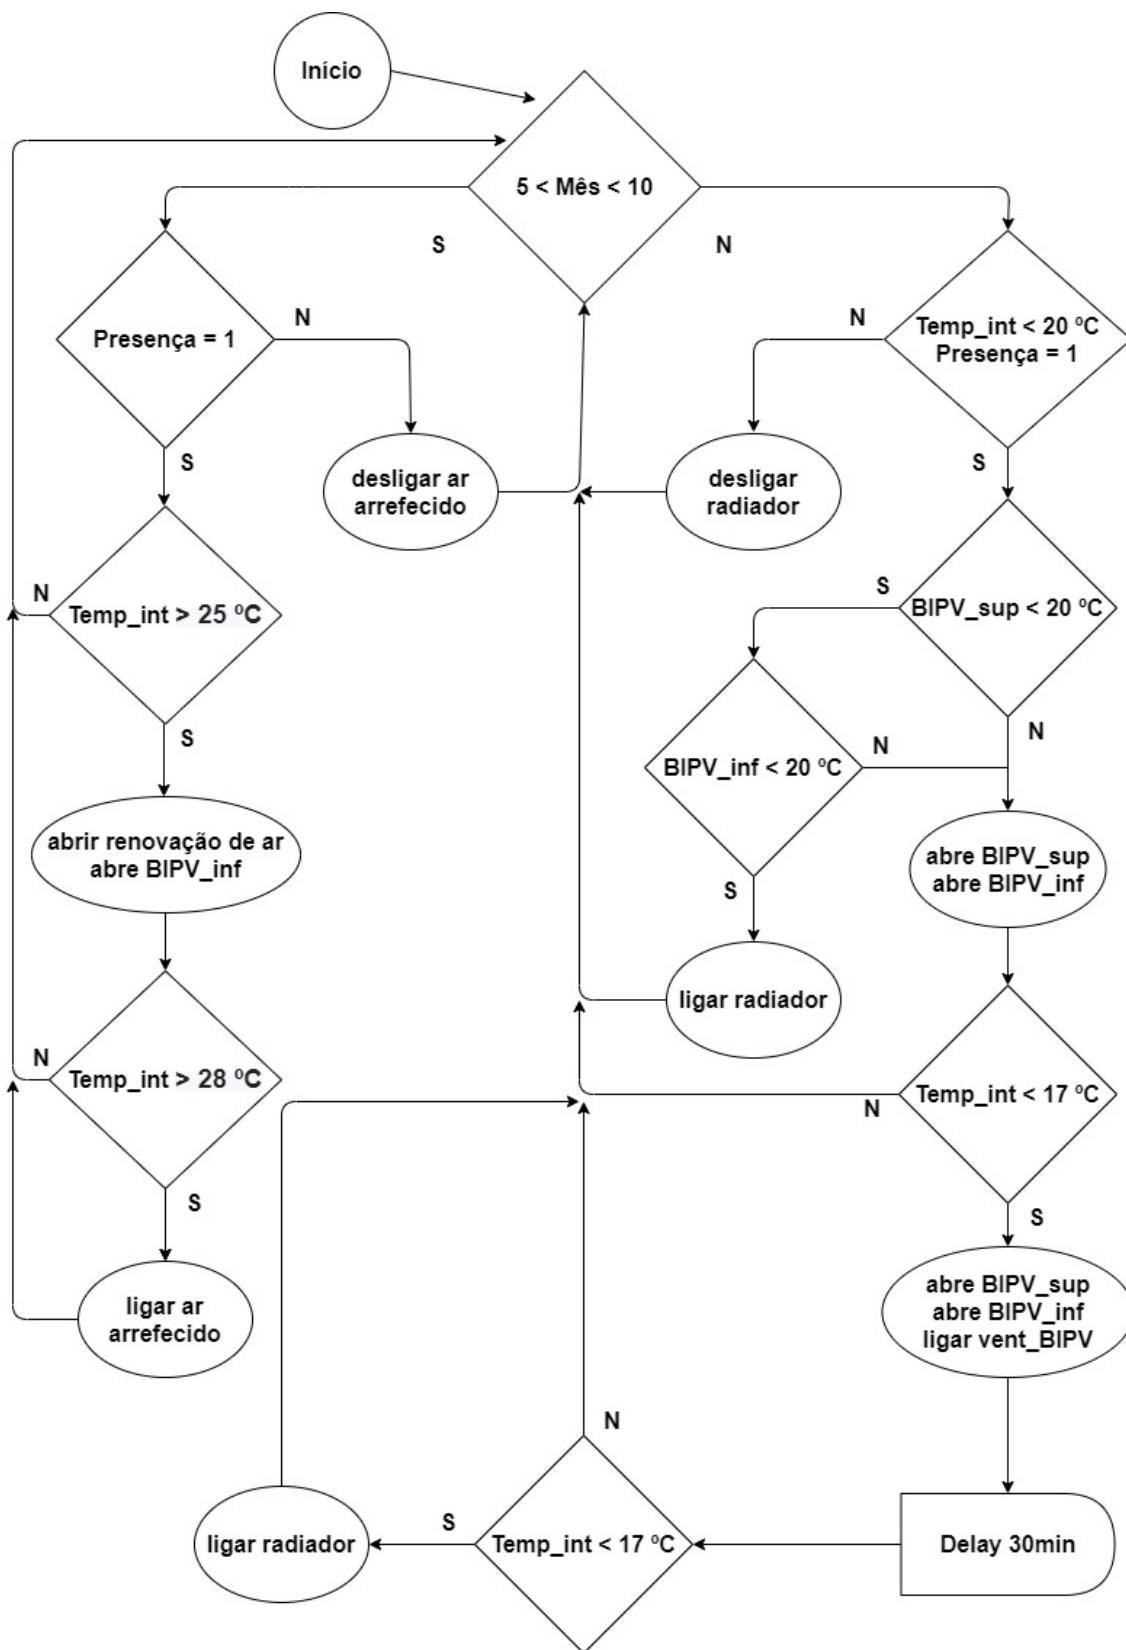 Início
5 < Mês < 10
S
N
Presença = 1
N
N
Temp_int < 20 ºC
Presença = 1
S
S
desligar ar
arrefecido
desligar
radiador
N
Temp_int > 25 ºC
S
BIPV_sup < 20 ºC
S
N
BIPV_inf < 20 ºC
N
abrir renovação de ar
abre BIPV_inf
abre BIPV_sup
abre BIPV_inf
S
ligar radiador
N
Temp_int > 28 ºC
Temp_int < 17 ºC
N
S
S
ligar ar
arrefecido
abre BIPV_sup
abre BIPV_inf
ligar vent_BIPV
N
S
ligar radiador
Temp_int < 17 ºC
Delay 30min